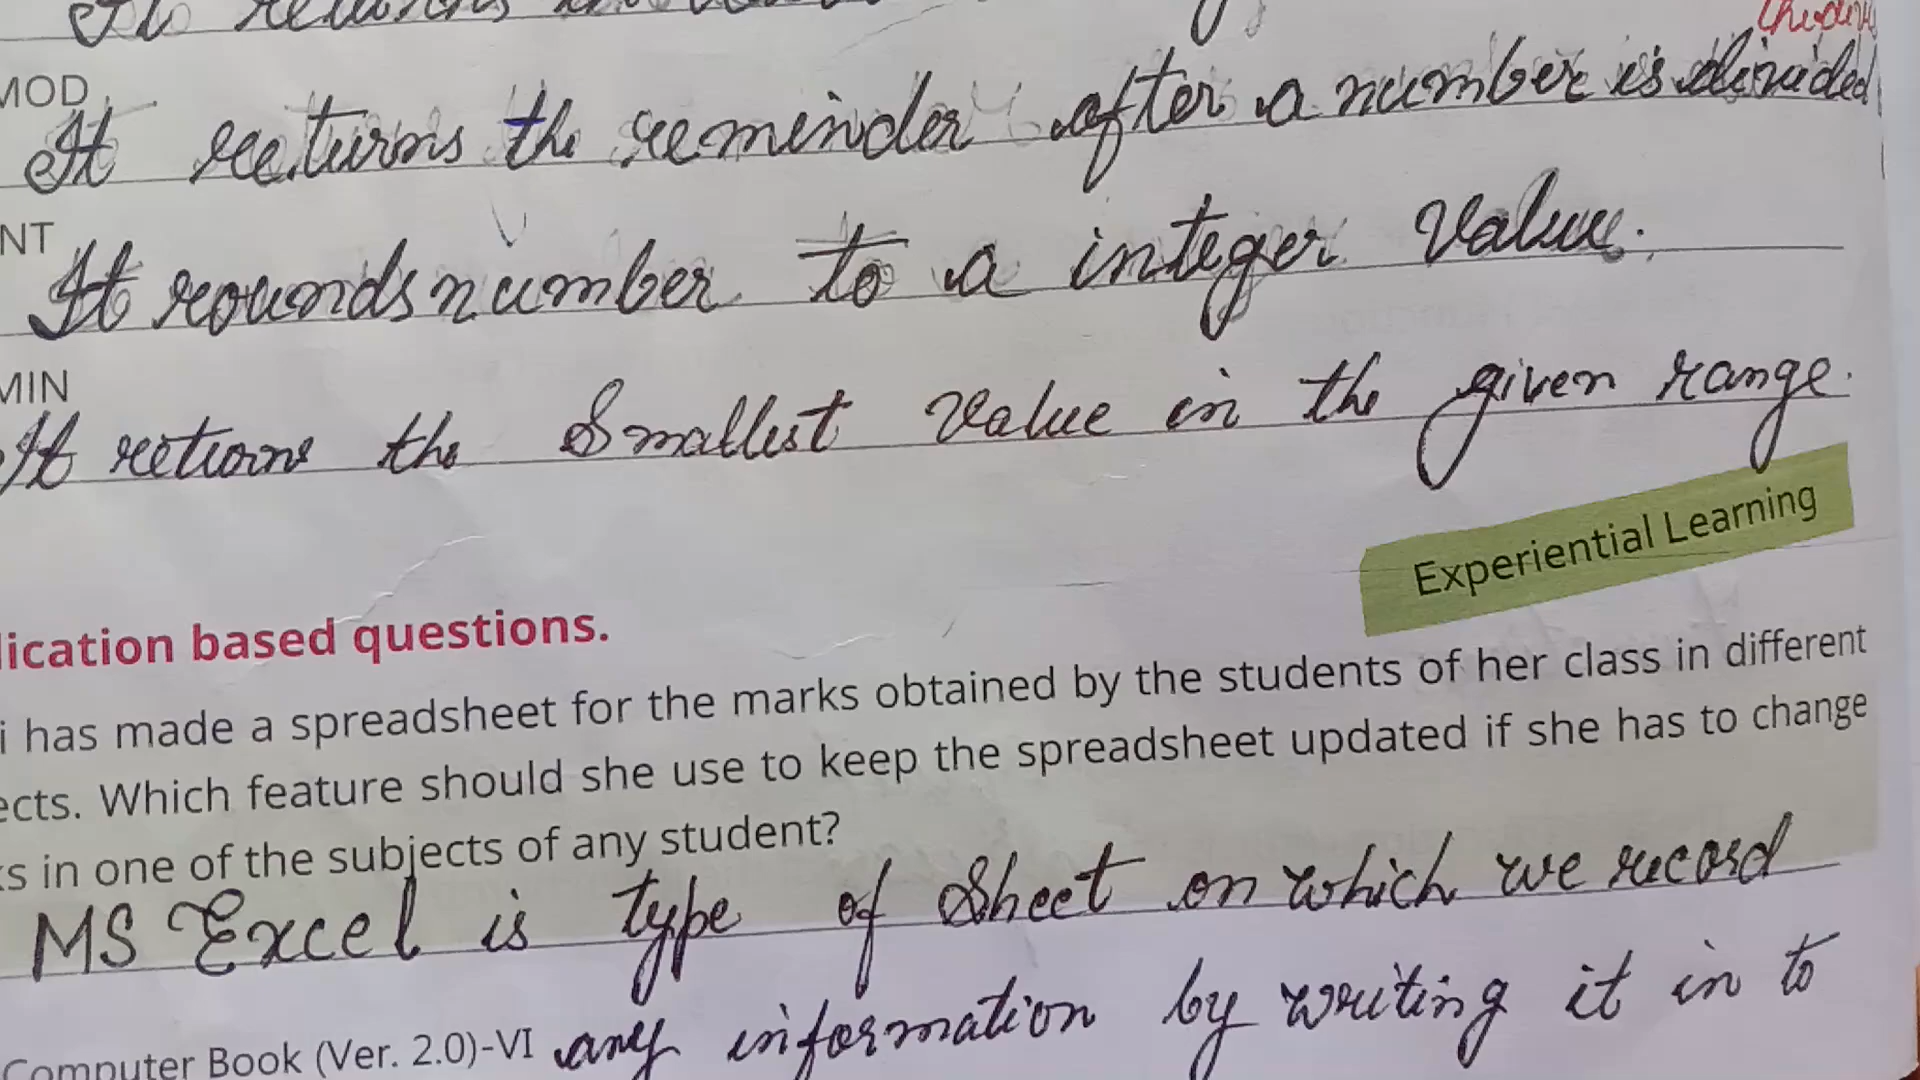 It returns
MOD
It returns the reminder after a number is divided
NT
It rounds number to a integer value.
MIN
It returns the Smallest value in the given range.
Experiential Learning
lication based questions.
i has made a spreadsheet for the marks obtained by the students of her class in different
ects. Which feature should she use to keep the spreadsheet updated if she has to change
s in one of the subjects of any student?
MS Excel is type of Sheet on which we record
any information by writing it in to
Computer Book (Ver. 2.0)-VI